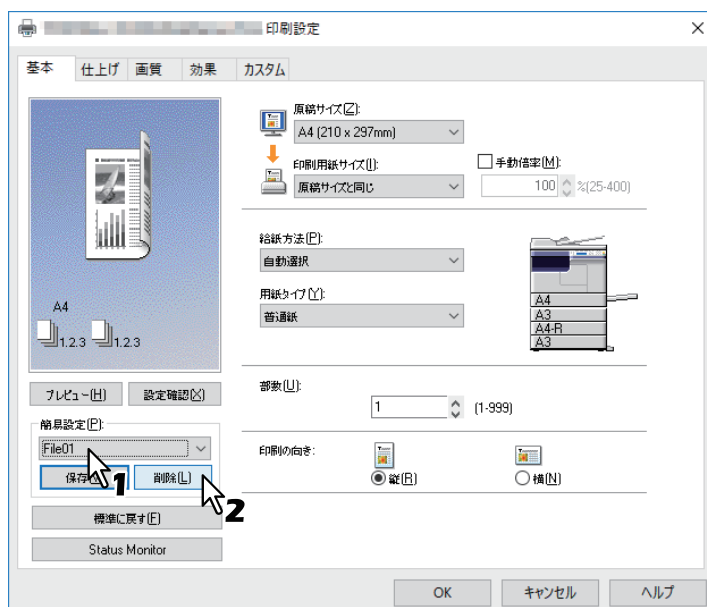 印刷設定
基本 仕上げ 画質 効果 カスタム
A4
1.2.3 1.2.3
プレビュー(H) 設定確認(X)
簡易設定(P):
File01
保存 削除(L)
1
2
標準に戻す(F)
Status Monitor
原稿サイズ(Z):
A4 (210 x 297mm)
印刷用紙サイズ(I):
原稿サイズと同じ
手動倍率(M):
100 %(25-400)
給紙方法(P):
自動選択
用紙タイプ(Y):
普通紙
A4
A3
A4-R
A3
部数(U):
1 (1-999)
印刷の向き:
縦(R) 横(N)
OK キャンセル ヘルプ